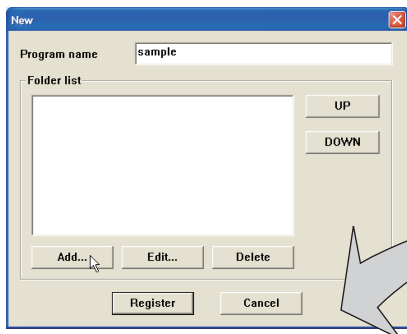 New
Program name
sample
Folder list
UP
DOWN
Add...
Edit...
Delete
Register
Cancel